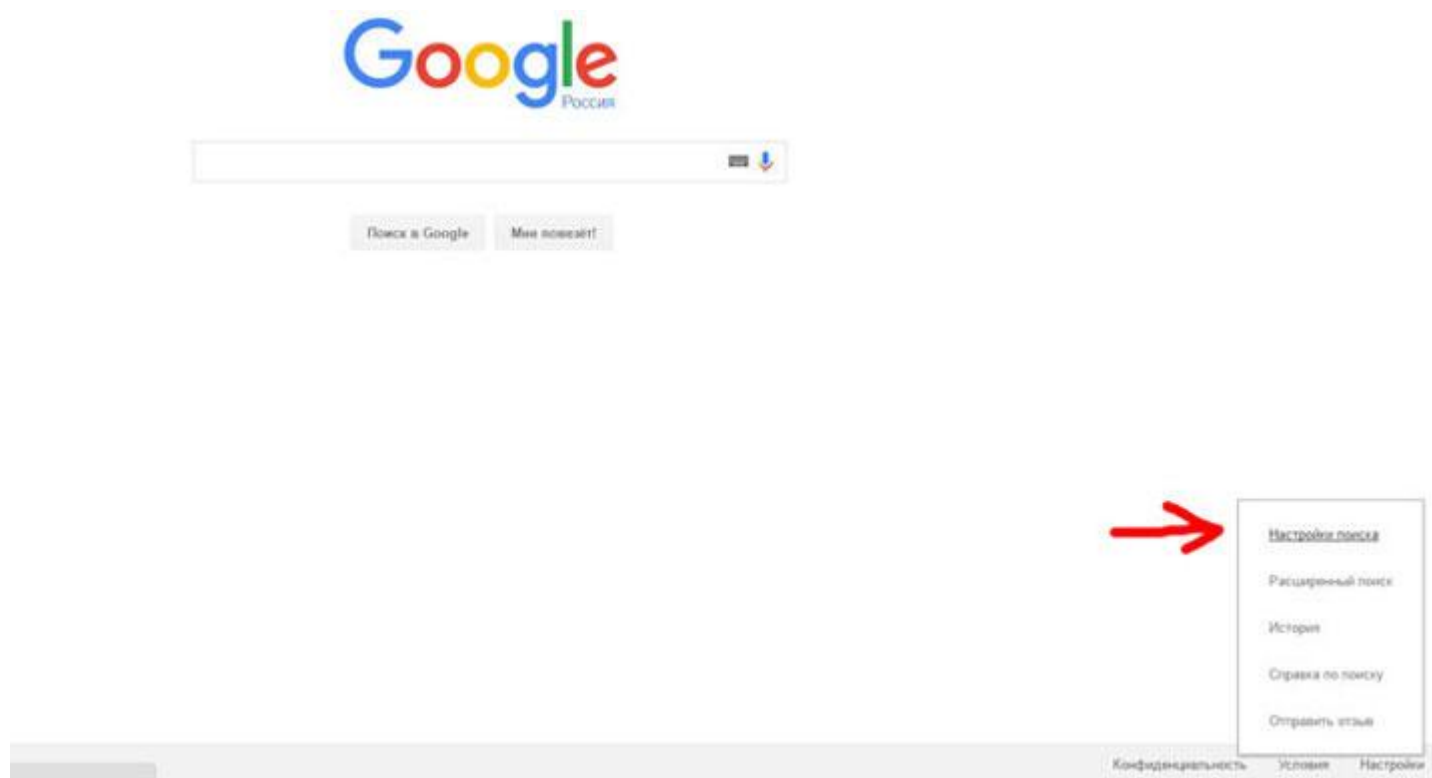 Google
Россия
Поиск в Google
Мне повезёт!
Настройки поиска
Расширенный поиск
История
Справка по поиску
Отправить отзыв
Конфиденциальность
Условия
Настройки